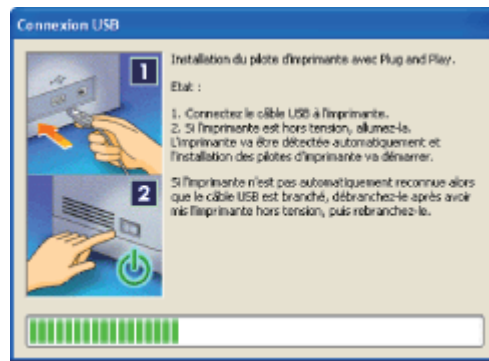 Connexion USB
1
Installation du pilote d'imprimante avec Plug and Play.
Etat :
1. Connectez le câble USB à l'imprimante.
2. Si l'imprimante est hors tension, allumez-la.
L'imprimante va être détectée automatiquement et
l'installation des pilotes d'imprimante va démarrer.
Si l'imprimante n'est pas automatiquement reconnue alors
que le câble USB est branché, débranchez-le après avoir
mis l'imprimante hors tension, puis rebranchez-le.
2